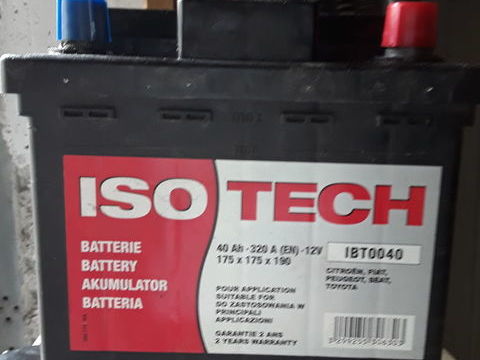 ISO TECH
BATTERIE
BATTERY
AKUMULATOR
BATTERIA
40 Ah - 320 A (EN) - 12V
175 x 175 x 190
IBT0040
CITROËN, FIAT,
PEUGEOT, SEAT,
TOYOTA
POUR APPLICATION
SUITABLE FOR
DO ZASTOSOWANIA W
PRINCIPALI
APPLICAZIONI
GARANTIE 2 ANS
2 YEARS WARRANTY